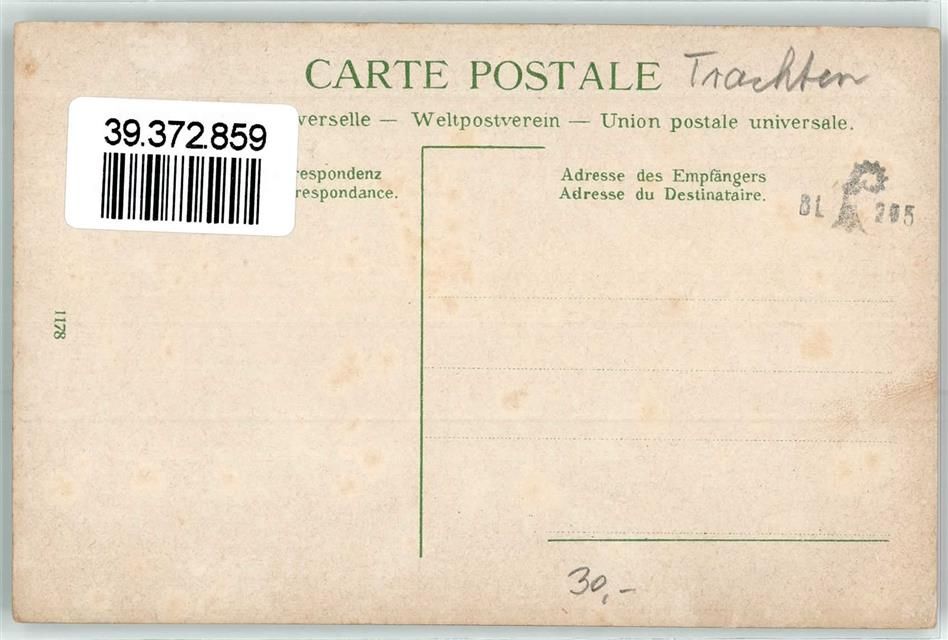 CARTE POSTALE Trachten
verselle — Weltpostverein — Union postale universale.
39.372.859
respondenz
respondance.
Adresse des Empfängers
Adresse du Destinataire.
BL 205
1178
30,-